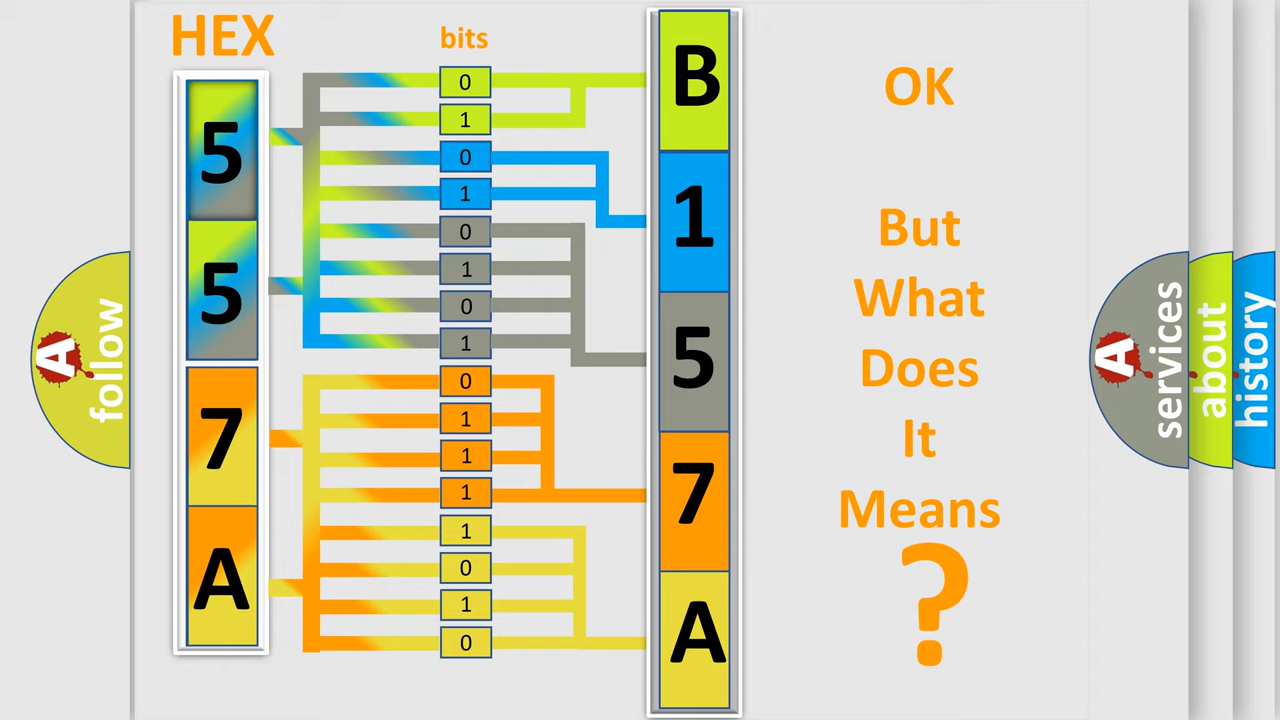 HEX
bits
5
5
7
A
0
1
0
1
0
1
0
1
0
1
1
1
1
0
1
0
B
1
5
7
A
OK
But
What
Does
It
Means
?
A
follow
A
services
about
history